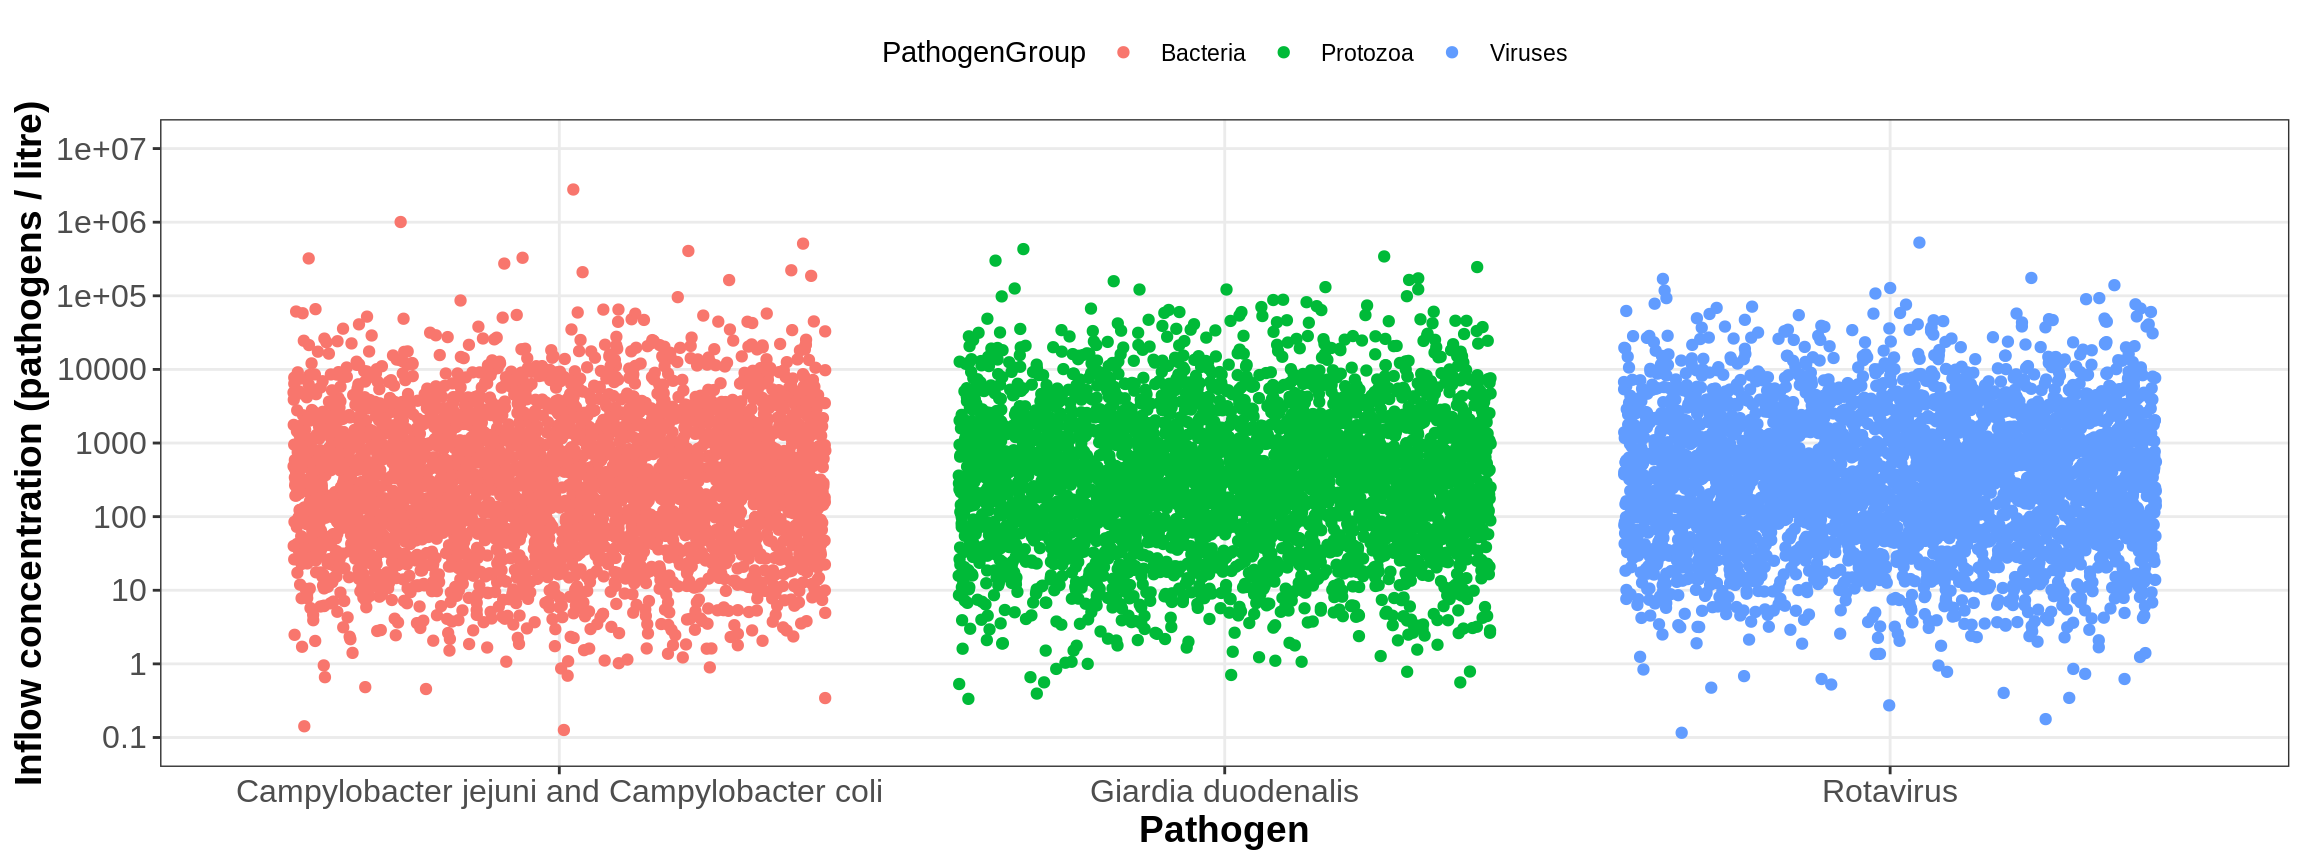 PathogenGroup Bacteria Protozoa Viruses
Inflow concentration (pathogens / litre)
1e+07
1e+06
1e+05
10000
1000
100
10
1
0.1
Campylobacter jejuni and Campylobacter coli Giardia duodenalis Rotavirus
Pathogen